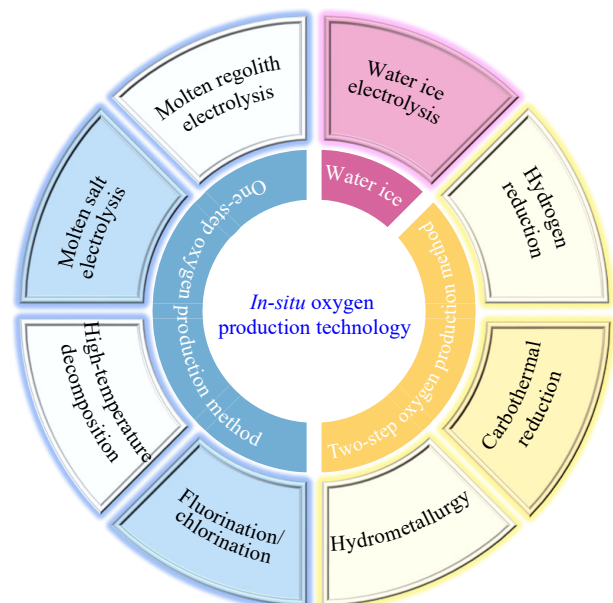 In-situ oxygen
production technology
Water ice
Two-step oxygen production method
One-step oxygen production method
Water ice
electrolysis
Hydrogen
reduction
Carbothermal
reduction
Hydrometallurgy
Fluorination/
chlorination
High-temperature
decomposition
Molten salt
electrolysis
Molten regolith
electrolysis